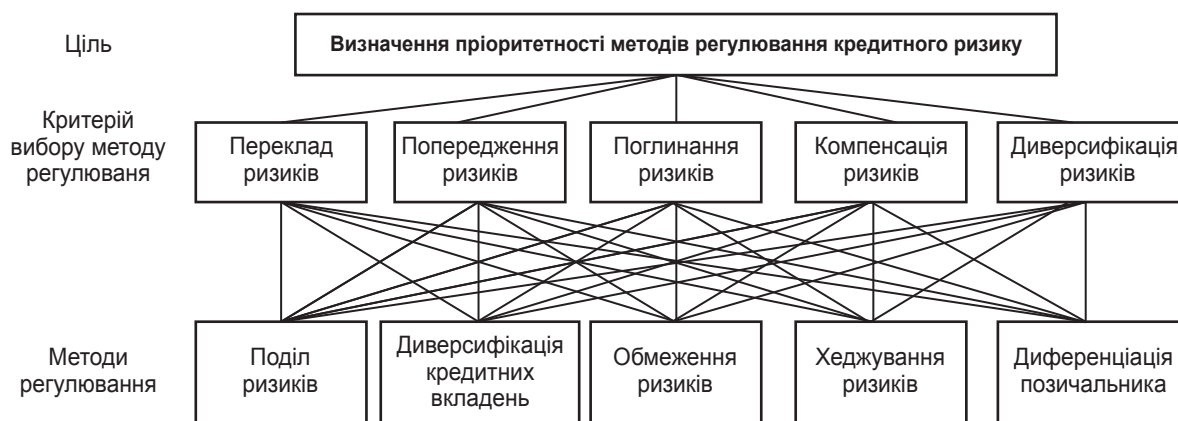 Ціль
Визначення пріоритетності методів регулювання кредитного ризику
Критерій
вибору методу
регулюваня
Переклад
ризиків
Попередження
ризиків
Поглинання
ризиків
Компенсація
ризиків
Диверсифікація
ризиків
Методи
регулювання
Поділ
ризиків
Диверсифікація
кредитних
вкладень
Обмеження
ризиків
Хеджування
ризиків
Диференціація
позичальника